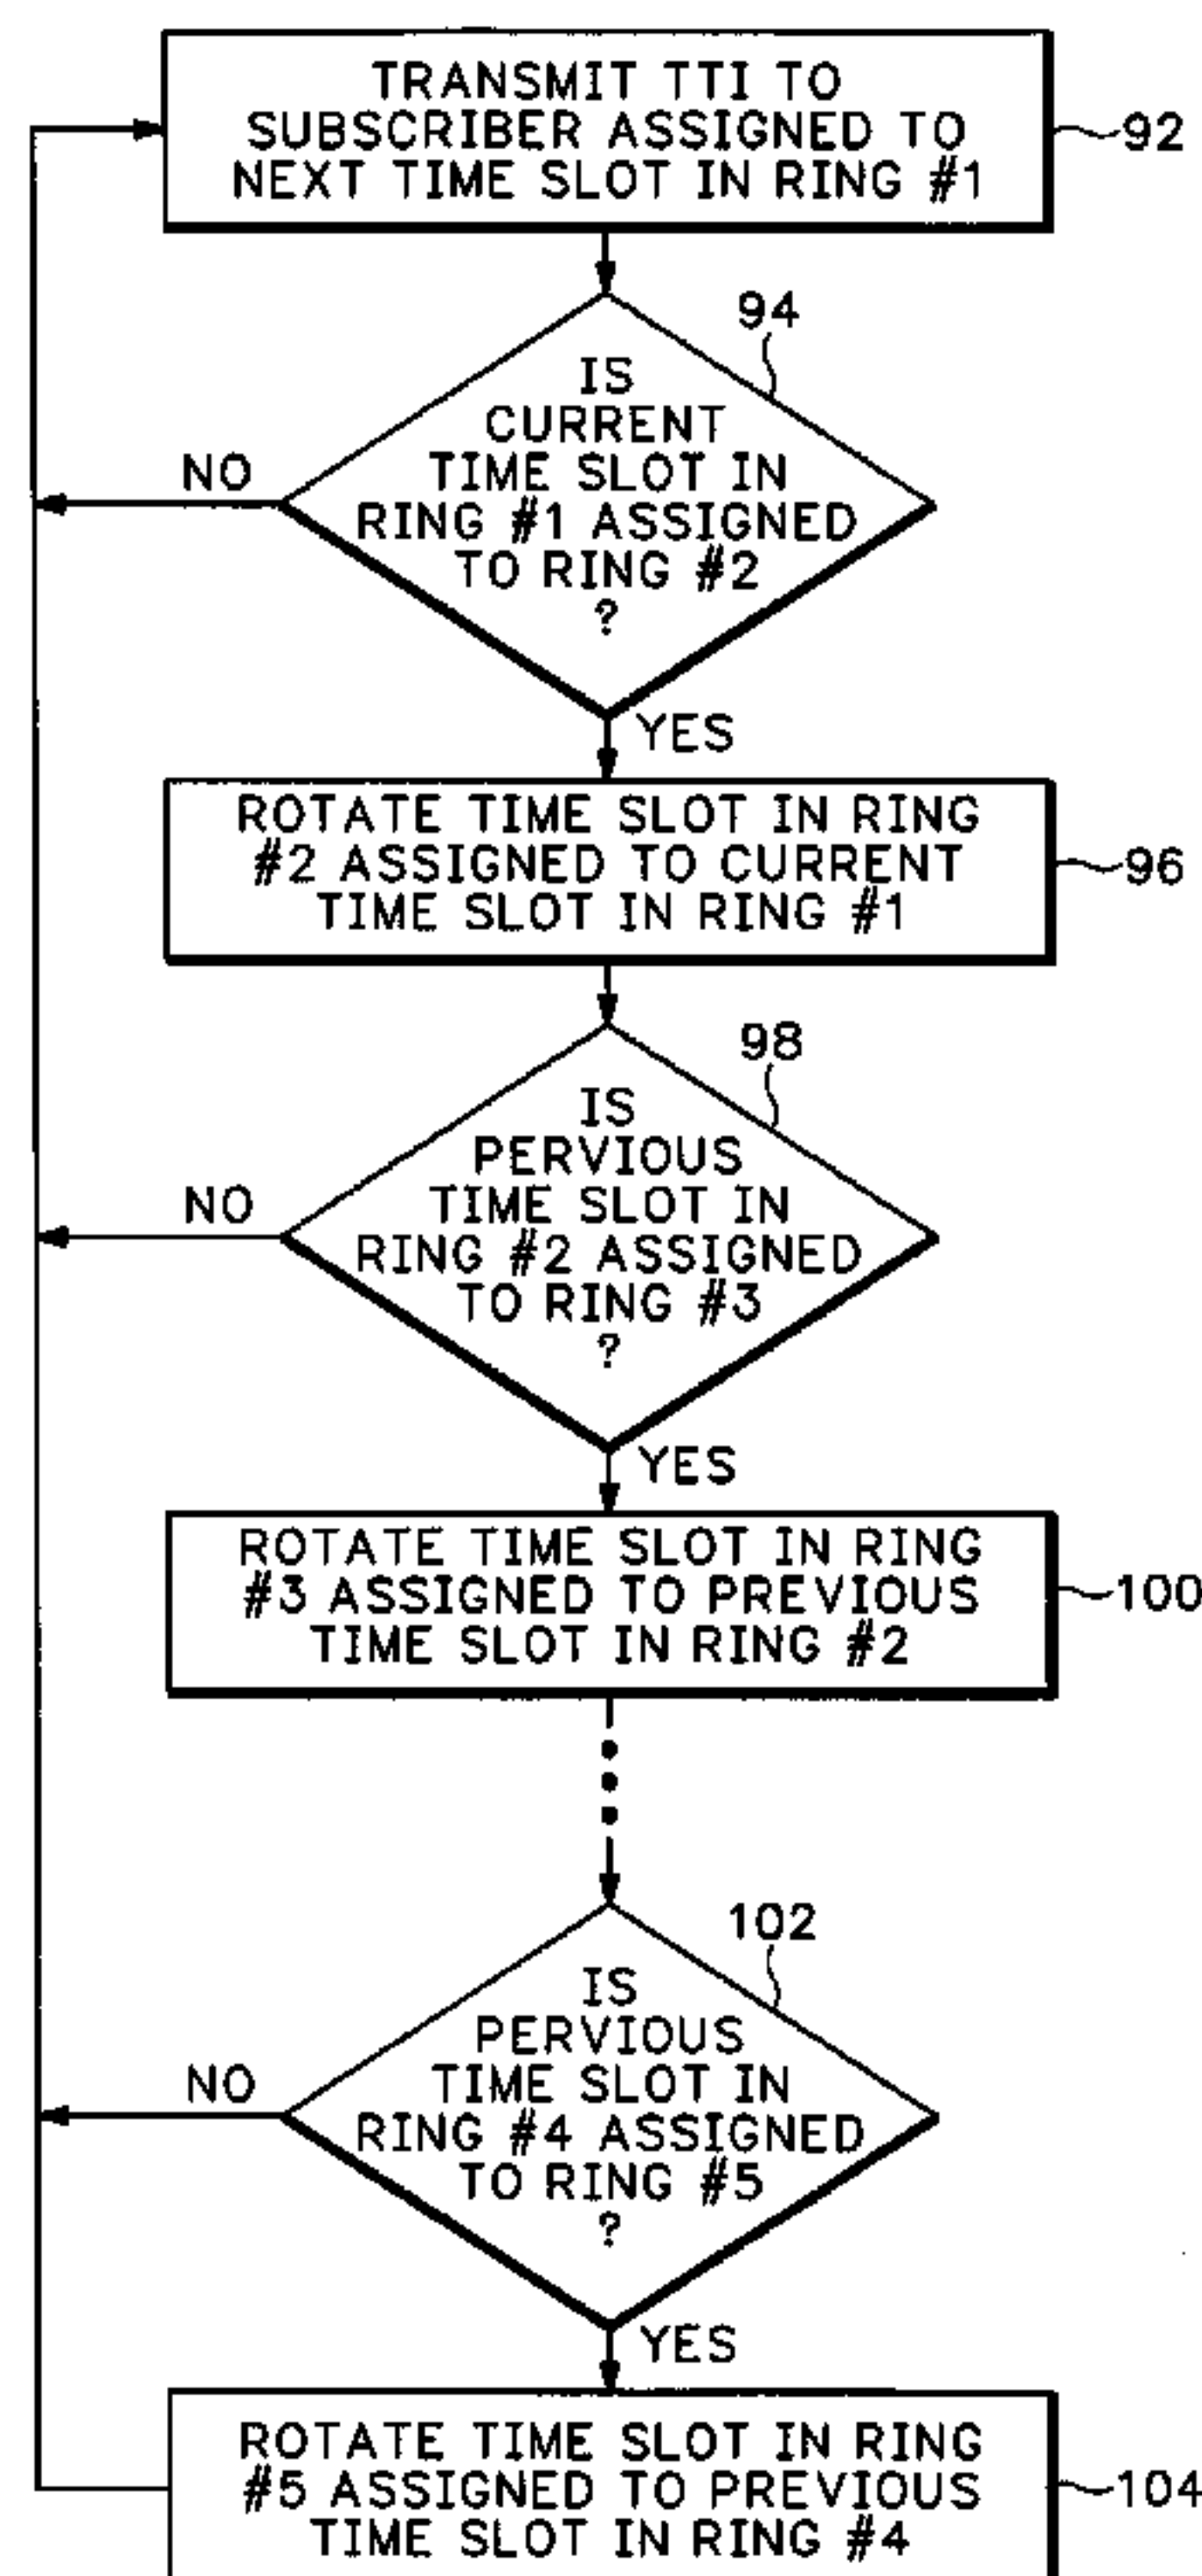 TRANSMIT TTI TO
SUBSCRIBER ASSIGNED TO
NEXT TIME SLOT IN RING #1
92
94
IS
CURRENT
TIME SLOT IN
RING #1 ASSIGNED
TO RING #2
?
NO
YES
ROTATE TIME SLOT IN RING
#2 ASSIGNED TO CURRENT
TIME SLOT IN RING #1
96
98
IS
PERVIOUS
TIME SLOT IN
RING #2 ASSIGNED
TO RING #3
?
NO
YES
ROTATE TIME SLOT IN RING
#3 ASSIGNED TO PREVIOUS
TIME SLOT IN RING #2
100
102
IS
PERVIOUS
TIME SLOT IN
RING #4 ASSIGNED
TO RING #5
?
NO
YES
ROTATE TIME SLOT IN RING
#5 ASSIGNED TO PREVIOUS
TIME SLOT IN RING #4
104